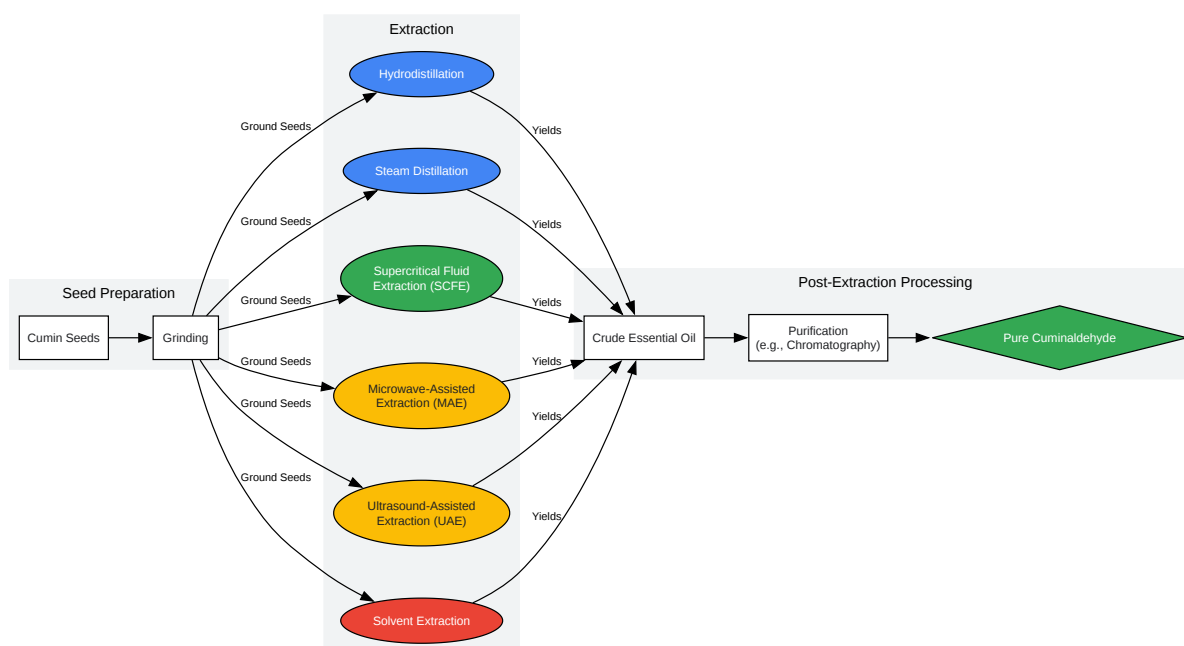 Extraction
Hydrodistillation
Ground Seeds
Yields
Steam Distillation
Ground Seeds
Yields
Supercritical Fluid
Extraction (SCFE)
Ground Seeds
Yields
Seed Preparation
Cumin Seeds
Grinding
Post-Extraction Processing
Crude Essential Oil
Purification
(e.g., Chromatography)
Pure Cuminaldehyde
Ground Seeds
Yields
Microwave-Assisted
Extraction (MAE)
Ground Seeds
Yields
Ultrasound-Assisted
Extraction (UAE)
Ground Seeds
Yields
Solvent Extraction